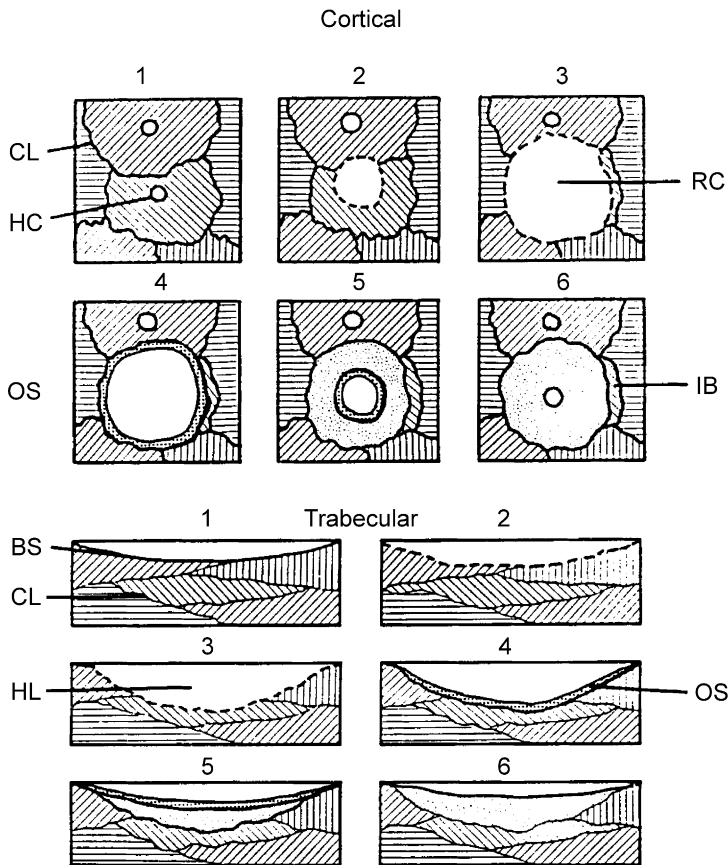 Cortical
1 2 3
CL
HC
RC
4 5 6
OS
IB
1 Trabecular 2
BS
CL
3 4
HL
OS
5 6